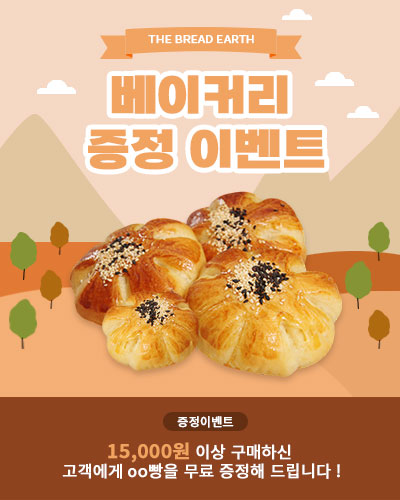 THE BREAD EARTH
베이커리
증정 이벤트
증정이벤트
15,000원 이상 구매하신
고객에게 oo빵을 무료 증정해 드립니다 !